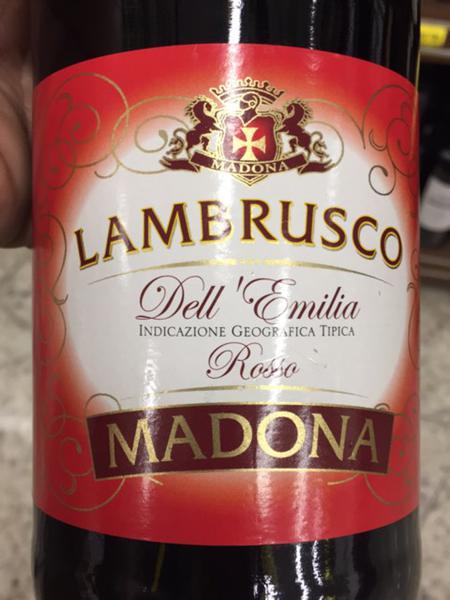 MADONA
LAMBRUSCO
Dell 'Emilia
INDICAZIONE GEOGRAFICA TIPICA
Rosso
MADONA